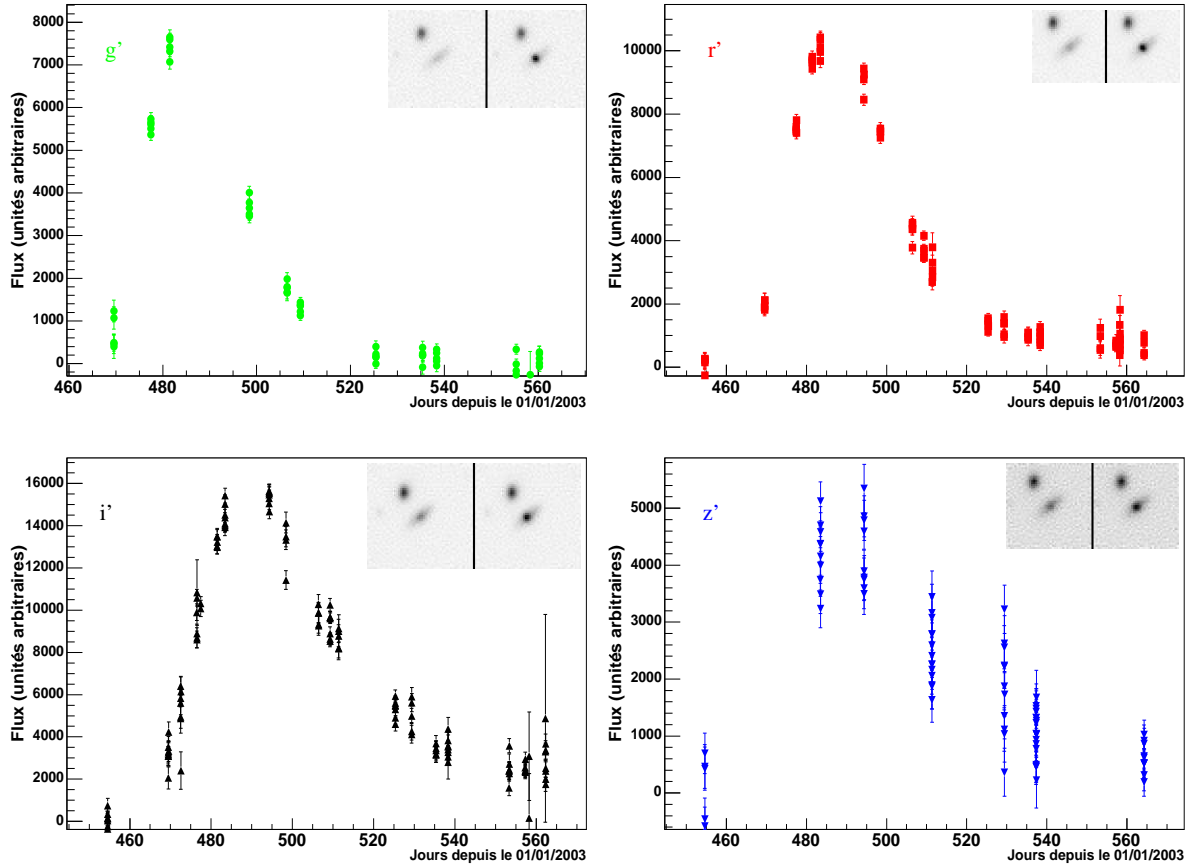 8000
7000
6000
5000
4000
3000
2000
1000
0
Flux (unités arbitraires)
g'
460 480 500 520 540 560
Jours depuis le 01/01/2003
10000
8000
6000
4000
2000
0
Flux (unités arbitraires)
r'
460 480 500 520 540 560
Jours depuis le 01/01/2003
16000
14000
12000
10000
8000
6000
4000
2000
0
Flux (unités arbitraires)
i'
460 480 500 520 540 560
Jours depuis le 01/01/2003
5000
4000
3000
2000
1000
0
Flux (unités arbitraires)
z'
460 480 500 520 540 560
Jours depuis le 01/01/2003